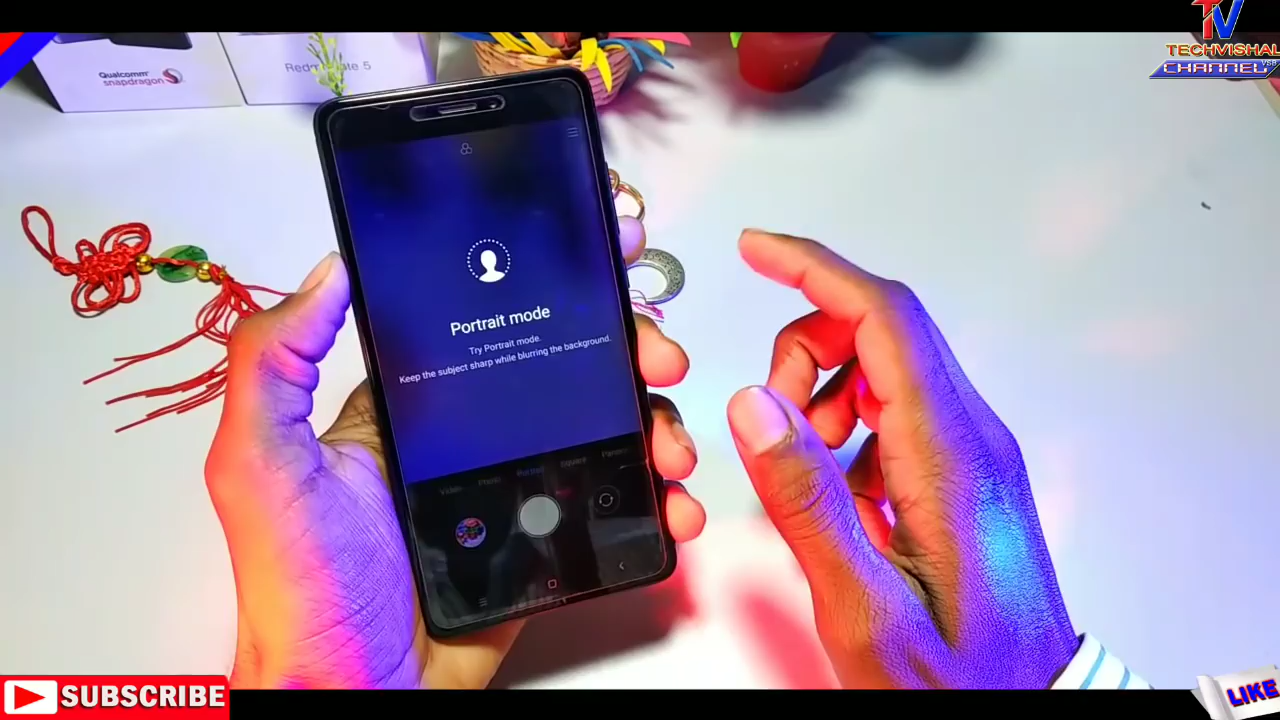 TV
TECHVISHAL
VSB
CHANNEL
Qualcomm
snapdragon
Redmi Note 5
Portrait mode
Try Portrait mode.
Keep the subject sharp while blurring the background.
Video Photo Portrait Square
SUBSCRIBE
LIKE